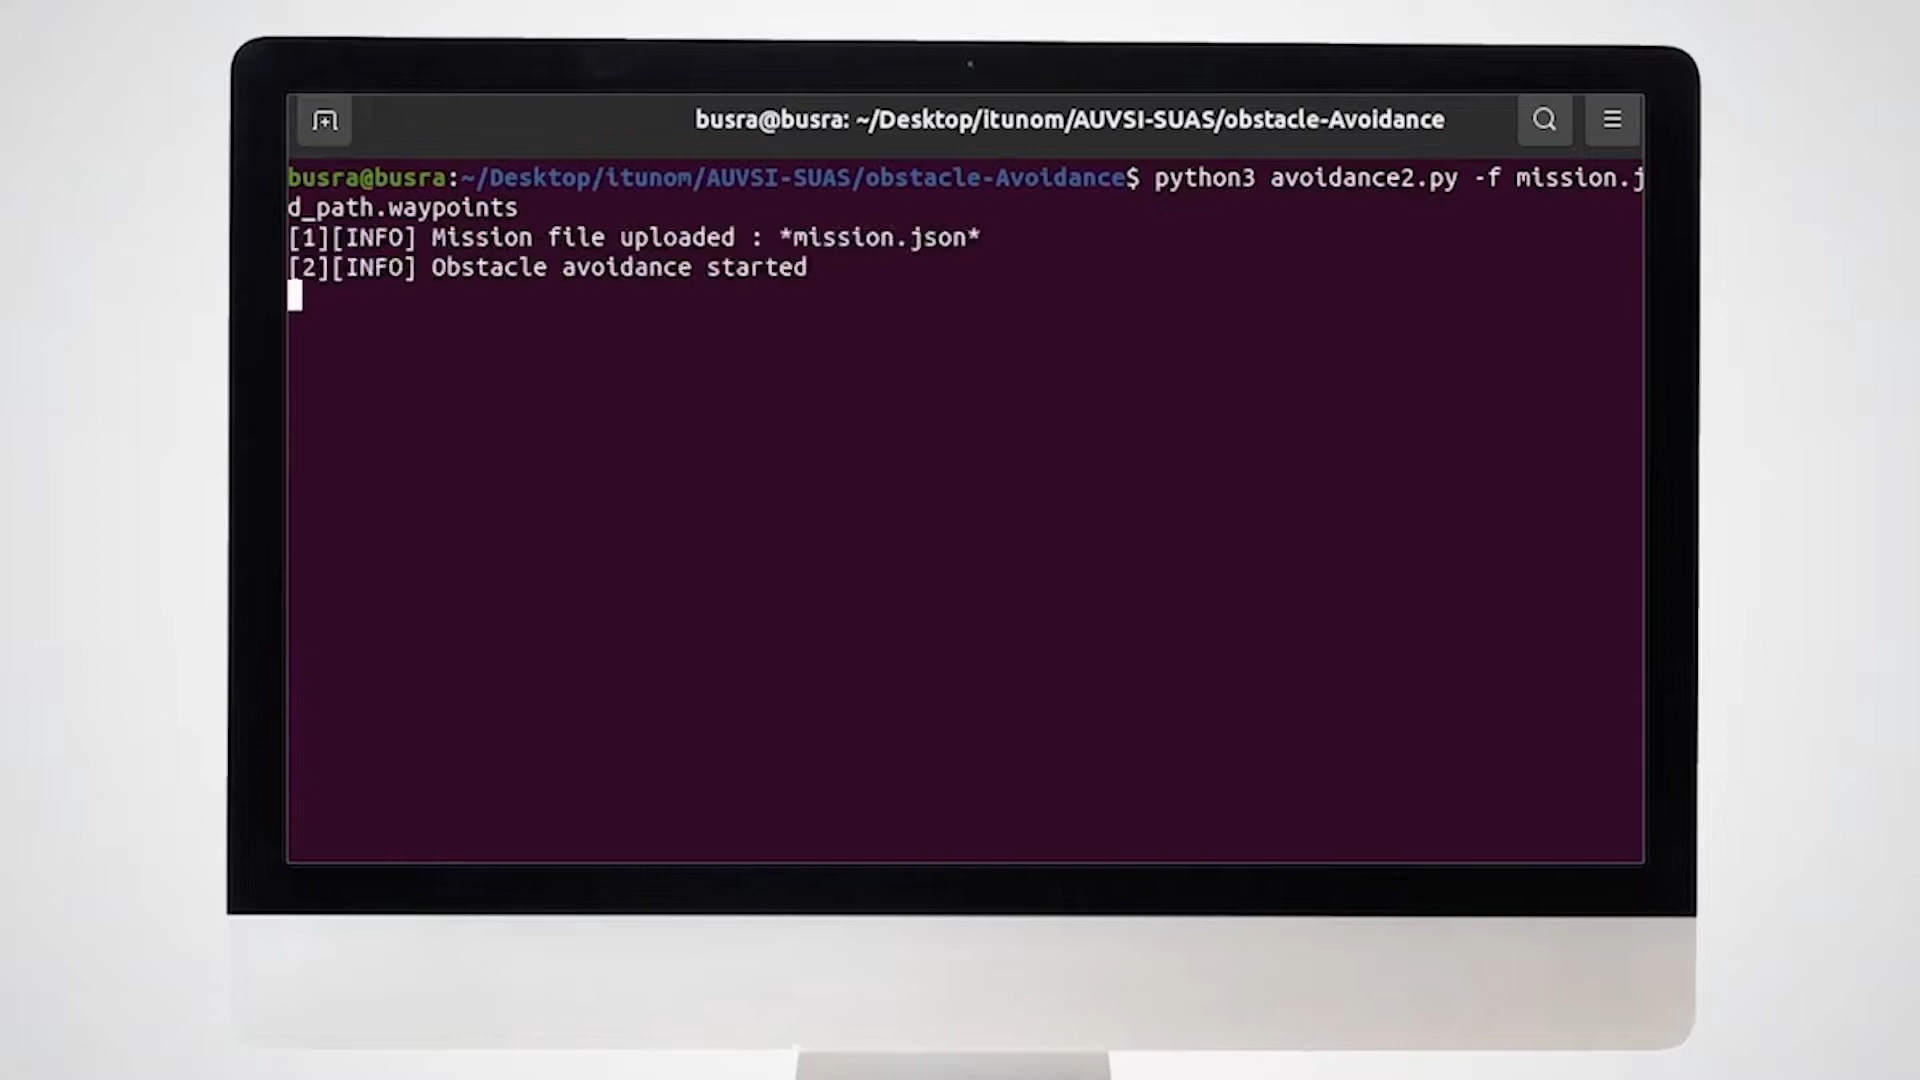 busra@busra: ~/Desktop/itunom/AUVSI-SUAS/obstacle-Avoidance
busra@busra:~/Desktop/itunom/AUVSI-SUAS/obstacle-Avoidance$ python3 avoidance2.py -f mission.j
d_path.waypoints
[1][INFO] Mission file uploaded : *mission.json*
[2][INFO] Obstacle avoidance started